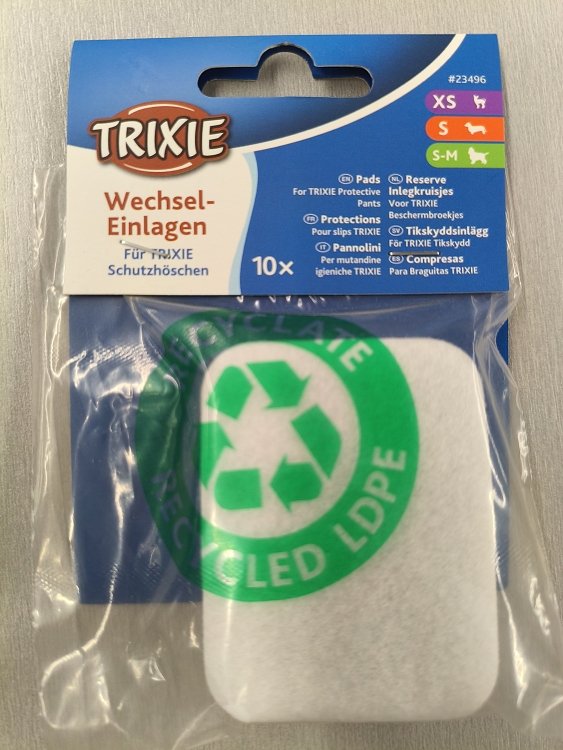 #23496
XS
S
S-M
TRIXIE
Wechsel-
Einlagen
Für TRIXIE
Schutzhöschen
10x
EN Pads
For TRIXIE Protective
Pants
FR Protections
Pour slips TRIXIE
IT Pannolini
Per mutandine
igieniche TRIXIE
NL Reserve
Inlegkruisjes
Voor TRIXIE
Beschermbroekjes
SV Tikskyddsinlägg
För TRIXIE Tikskydd
ES Compresas
Para Braguitas TRIXIE
RECYCLATE
RECYCLED LDPE